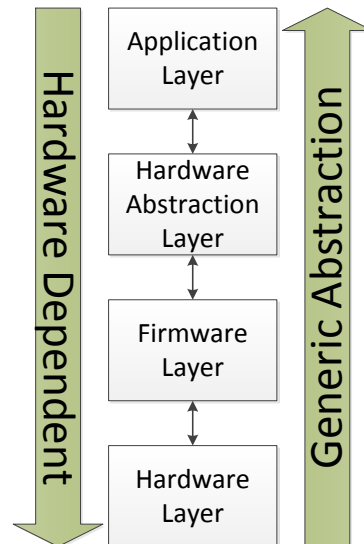 Hardware Dependent
Application
Layer
Hardware
Abstraction
Layer
Firmware
Layer
Hardware
Layer
Generic Abstraction